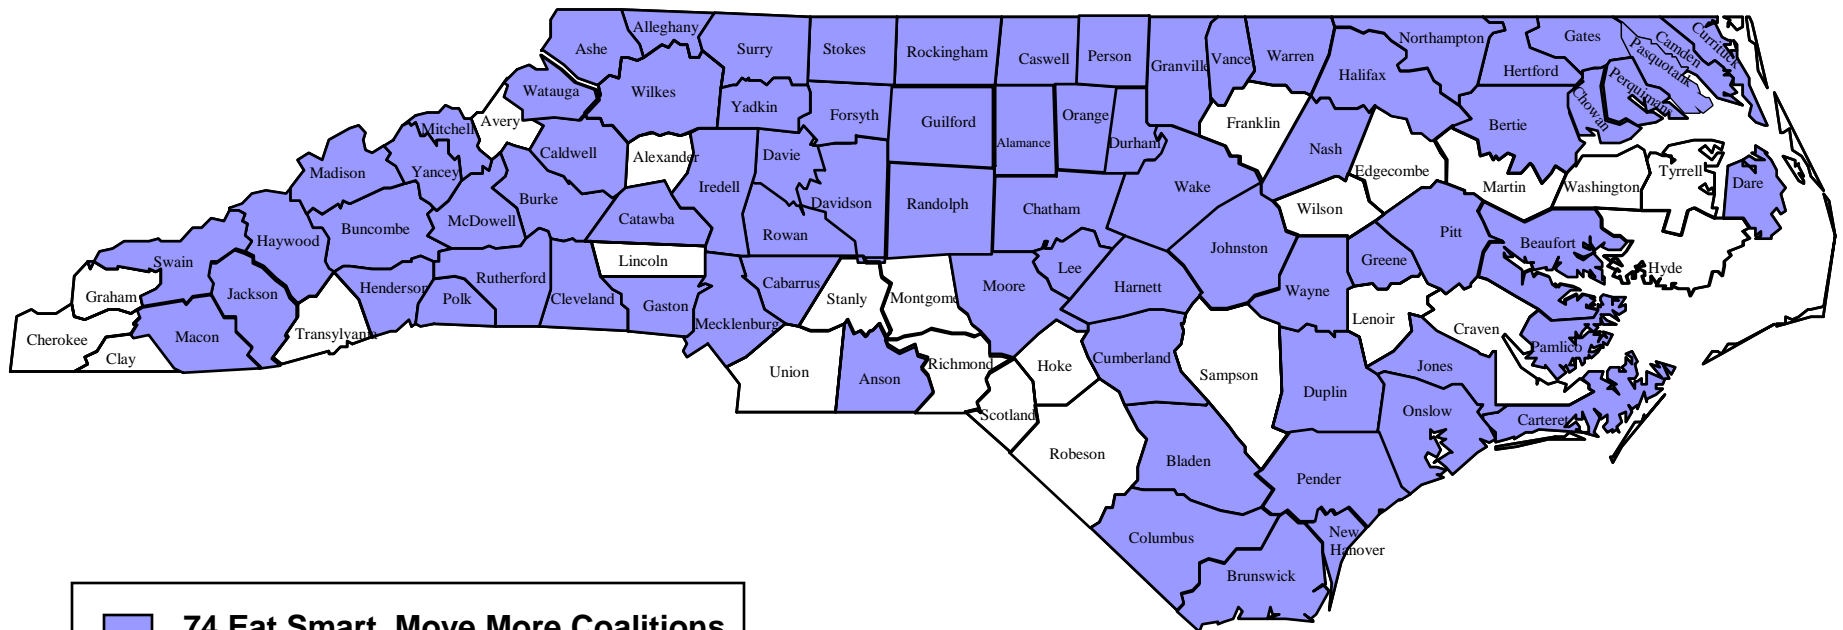 Alleghany
Ashe
Surry
Stokes
Rockingham
Caswell
Person
Granville
Vance
Warren
Northampton
Gates
Camden
Currituck
Pasquotank
Perquimans
Hertford
Halifax
Watauga
Wilkes
Yadkin
Forsyth
Guilford
Alamance
Orange
Durham
Franklin
Nash
Edgecombe
Bertie
Chowan
Avery
Mitchell
Caldwell
Alexander
Davie
Iredell
Madison
Yancey
Burke
McDowell
Catawba
Davidson
Rowan
Randolph
Chatham
Wake
Wilson
Martin
Washington
Tyrrell
Dare
Buncombe
Haywood
Swain
Lincoln
Johnston
Pitt
Beaufort
Hyde
Graham
Jackson
Henderson
Polk
Rutherford
Cleveland
Gaston
Mecklenburg
Cabarrus
Stanly
Montgome
Moore
Lee
Harnett
Wayne
Greene
Lenoir
Craven
Pamlico
Cherokee
Clay
Macon
Transylvania
Union
Anson
Richmond
Scotland
Hoke
Cumberland
Sampson
Duplin
Jones
Onslow
Carteret
Robeson
Bladen
Pender
Columbus
Brunswick
New
Hanover
74 Eat Smart, Move More Coalitions